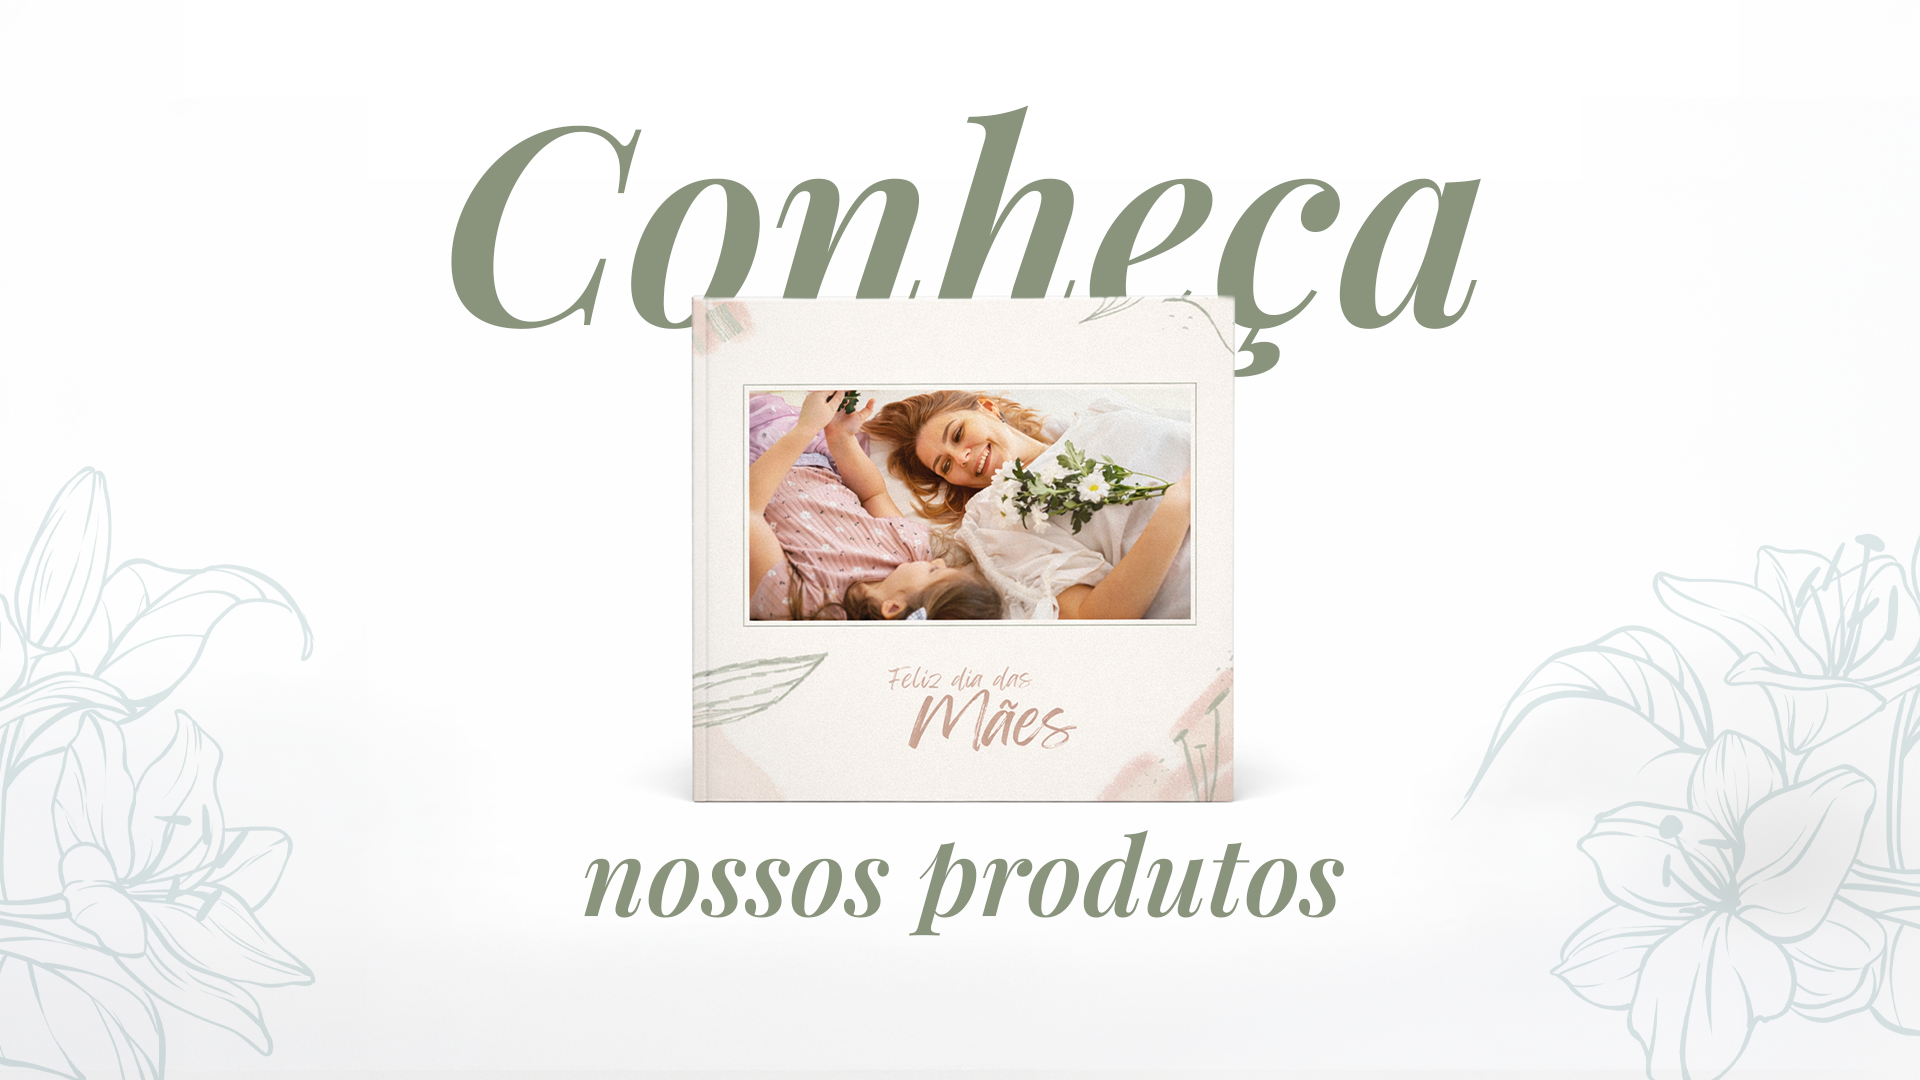 Conheça
Feliz dia das
Mães
nossos produtos